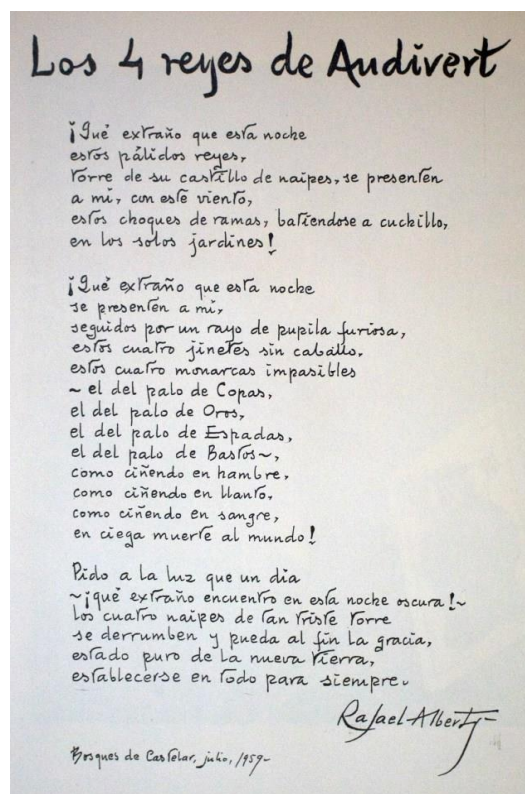 Los 4 reyes de Audivert
¡Qué extraño que esta noche
estos pálidos reyes,
torre de su castillo de naipes, se presenten
a mí, con este viento,
estos choques de ramas, batiéndose a cuchillo,
en los solos jardines!
¡Qué extraño que esta noche
se presenten a mí,
seguidos por un rayo de pupila furiosa,
estos cuatro jinetes sin caballo,
estos cuatro monarcas impasibles
~ el del palo de Copas,
el del palo de Oros,
el del palo de Espadas,
el del palo de Bastos~,
como ciñendo en hambre,
como ciñendo en llanto,
como ciñendo en sangre,
en ciega muerte al mundo!
Pido a la luz que un día
~¡qué extraño encuentro en esta noche oscura!~
los cuatro naipes de tan triste torre
se derrumben y pueda al fin la gracia,
estado puro de la nueva tierra,
establecerse en todo para siempre.
Rafael Alberti-
Bosques de Castelar, julio, 1959-